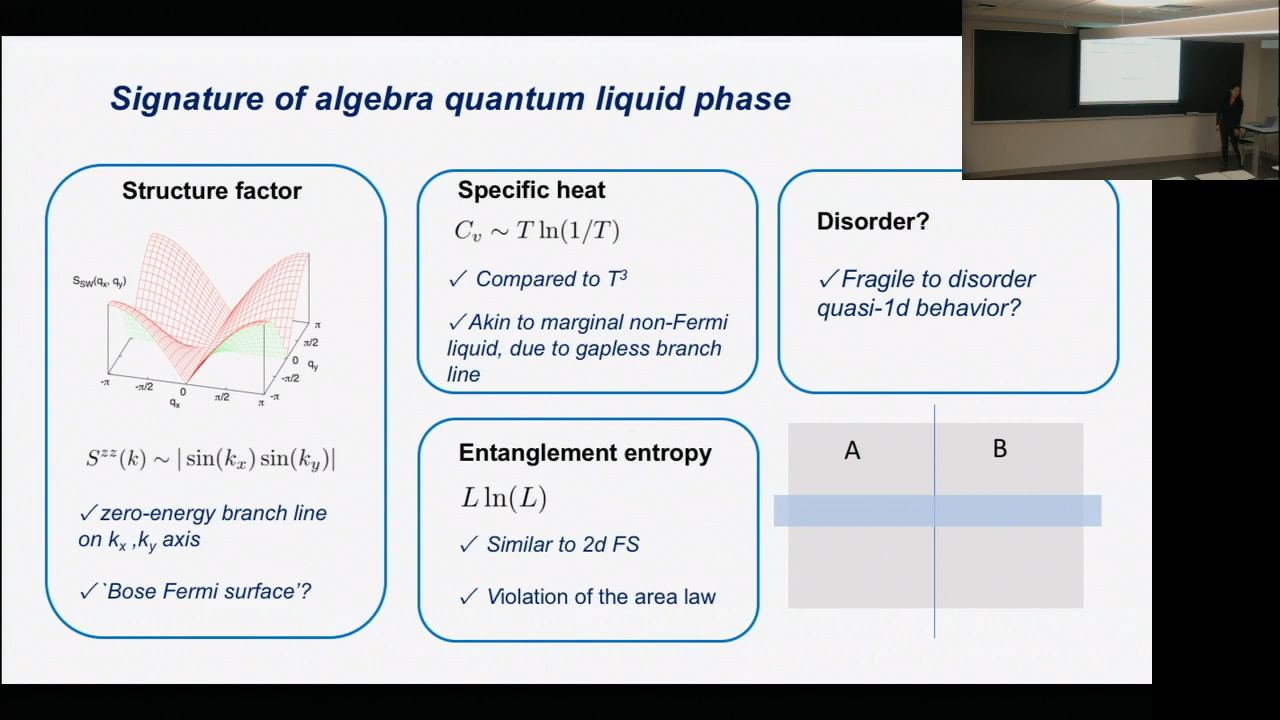 Signature of algebra quantum liquid phase
Structure factor
S_SW(q_x, q_y)
π
π/2
0
-π/2
-π
q_y
-π
-π/2
0
π/2
π
q_x
S^{zz}(k) ∼ | sin(k_x) sin(k_y)|
✓zero-energy branch line
on k_x ,k_y axis
✓`Bose Fermi surface'?
Specific heat
C_v ∼ T ln(1/T)
✓ Compared to T³
✓Akin to marginal non-Fermi
liquid, due to gapless branch
line
Entanglement entropy
L ln(L)
✓ Similar to 2d FS
✓ Violation of the area law
Disorder?
✓Fragile to disorder
quasi-1d behavior?
A
B